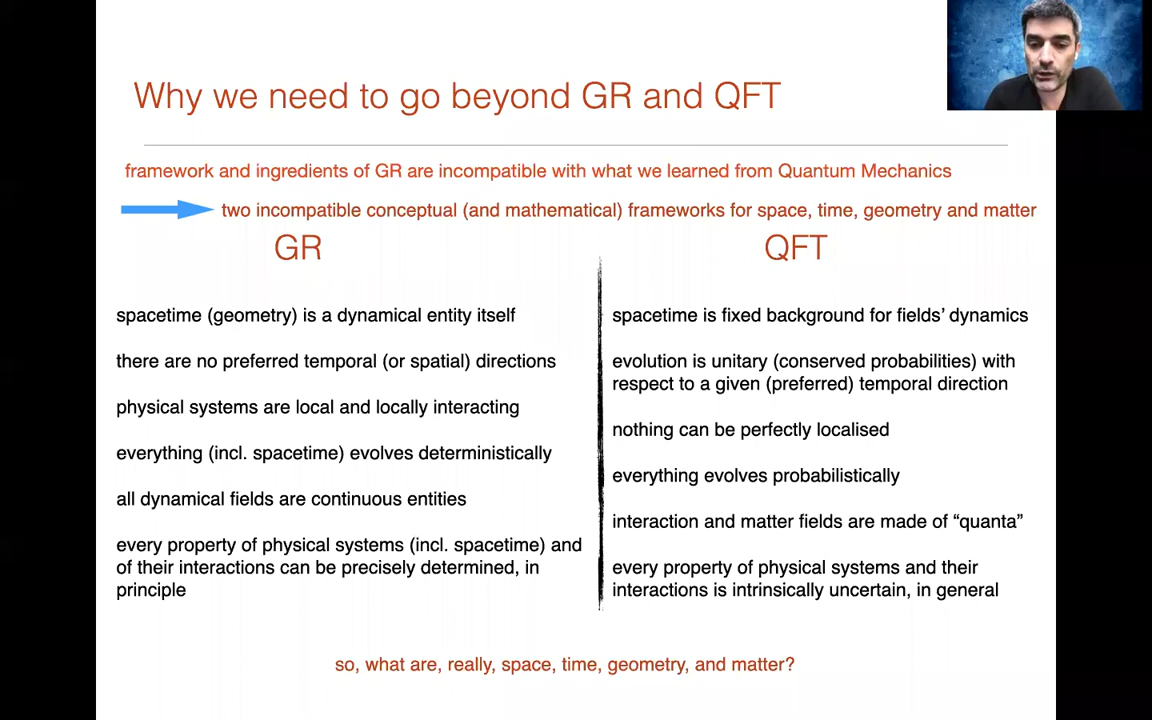 Why we need to go beyond GR and QFT
framework and ingredients of GR are incompatible with what we learned from Quantum Mechanics
two incompatible conceptual (and mathematical) frameworks for space, time, geometry and matter
GR
spacetime (geometry) is a dynamical entity itself
there are no preferred temporal (or spatial) directions
physical systems are local and locally interacting
everything (incl. spacetime) evolves deterministically
all dynamical fields are continuous entities
every property of physical systems (incl. spacetime) and
of their interactions can be precisely determined, in
principle
QFT
spacetime is fixed background for fields’ dynamics
evolution is unitary (conserved probabilities) with
respect to a given (preferred) temporal direction
nothing can be perfectly localised
everything evolves probabilistically
interaction and matter fields are made of “quanta”
every property of physical systems and their
interactions is intrinsically uncertain, in general
so, what are, really, space, time, geometry, and matter?